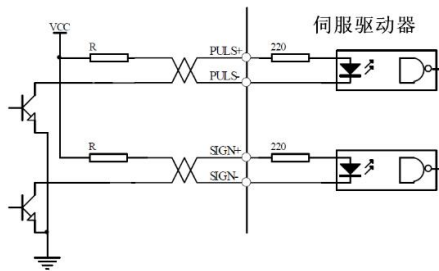 伺服驱动器
VCC
R
PULS+
220
PULS-
R
SIGN+
220
SIGN-